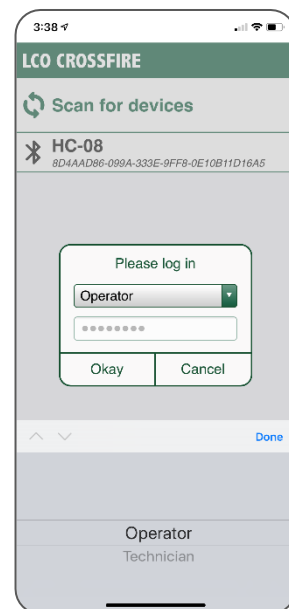 3:38
LCO CROSSFIRE
Scan for devices
HC-08
8D4AAD86-099A-333E-9FF8-0E10B11D16A5
Please log in
Operator
Okay Cancel
Done
Operator
Technician